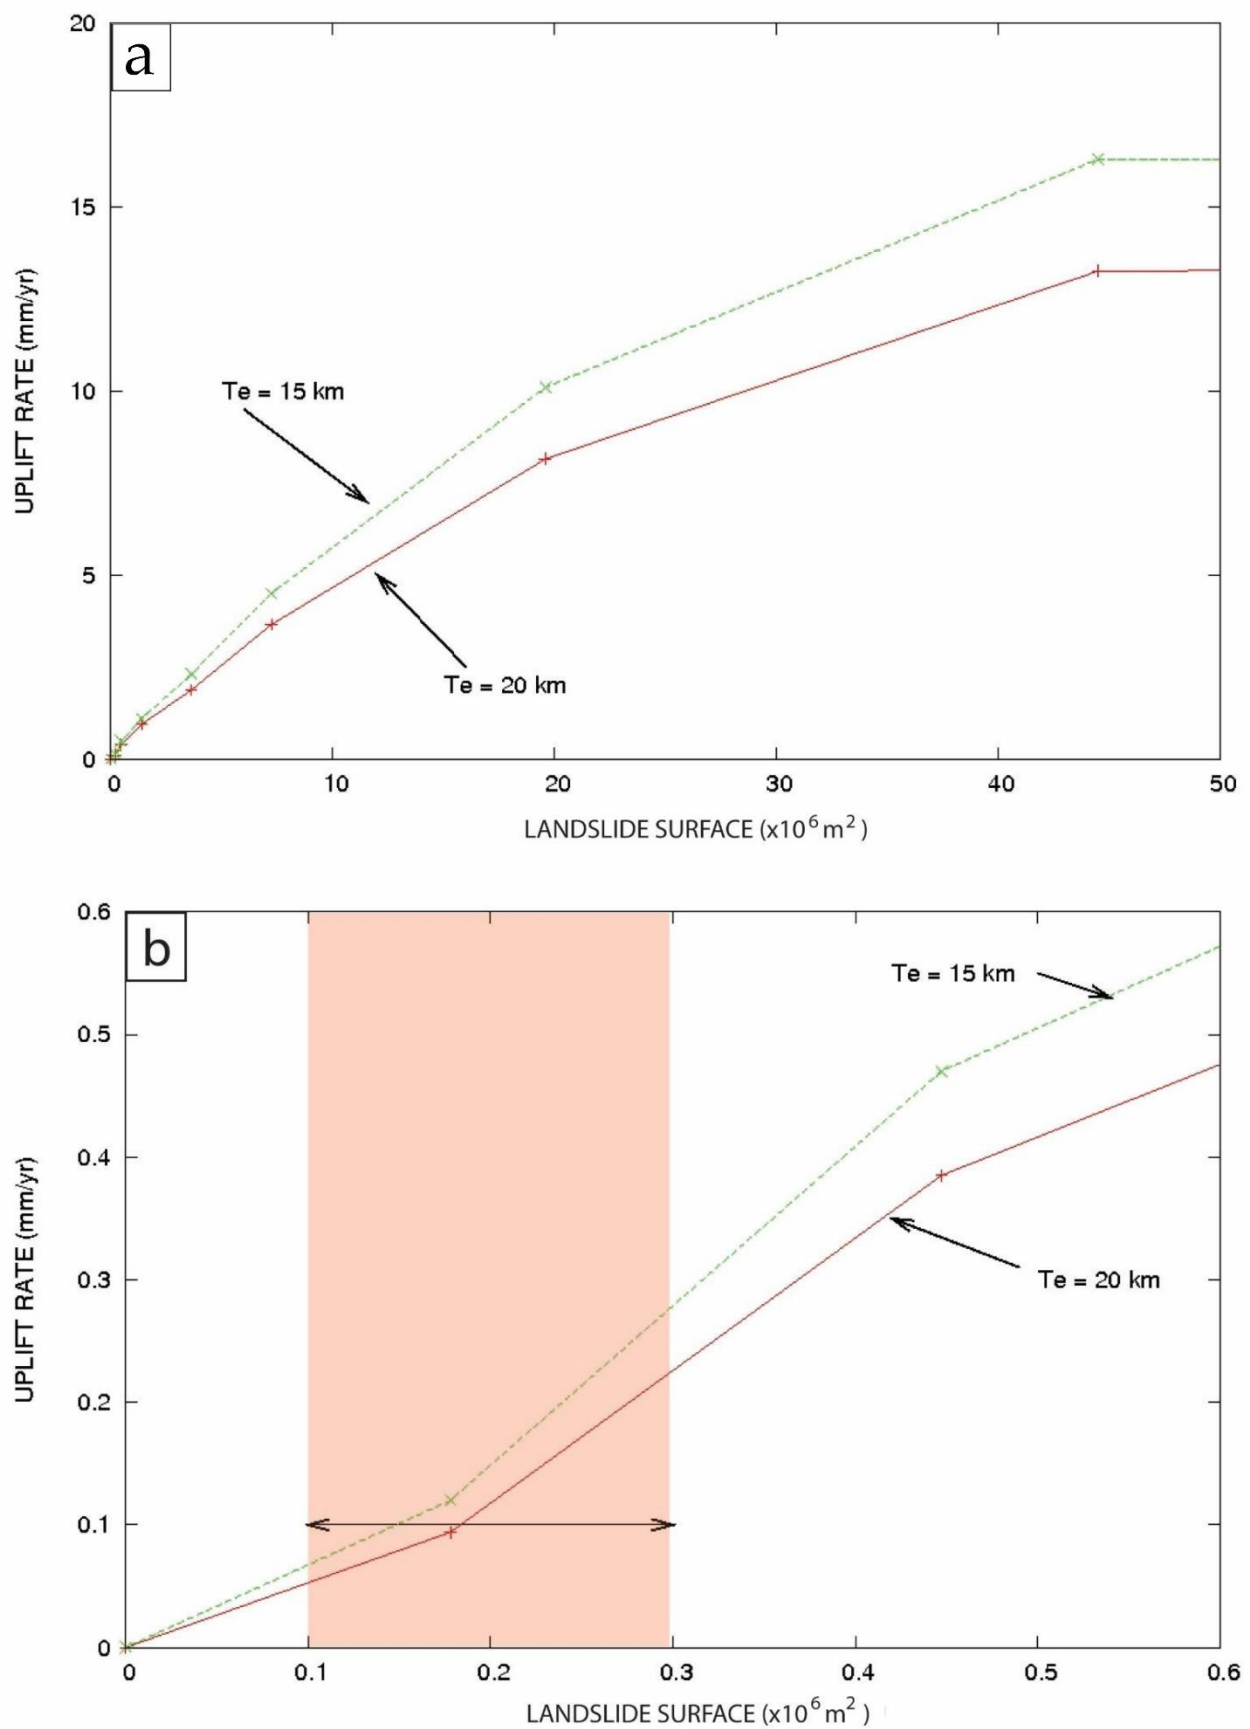 a
20
15
10
5
0
UPLIFT RATE (mm/yr)
Te = 15 km
Te = 20 km
0 10 20 30 40 50
LANDSLIDE SURFACE (x10⁶ m²)
b
0.6
0.5
0.4
0.3
0.2
0.1
0
UPLIFT RATE (mm/yr)
Te = 15 km
Te = 20 km
0 0.1 0.2 0.3 0.4 0.5 0.6
LANDSLIDE SURFACE (x10⁶ m²)